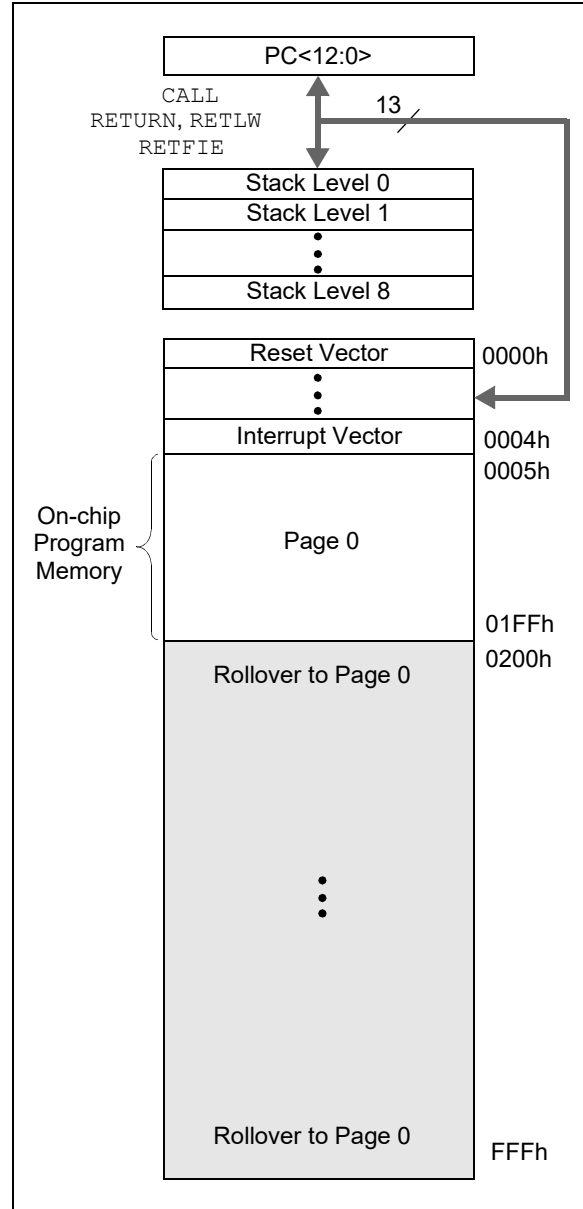 PC<12:0>
CALL
RETURN, RETLW
RETFIE
13
Stack Level 0
Stack Level 1
Stack Level 8
Reset Vector
0000h
Interrupt Vector
0004h
0005h
On-chip
Program
Memory
Page 0
01FFh
0200h
Rollover to Page 0
Rollover to Page 0
FFFh